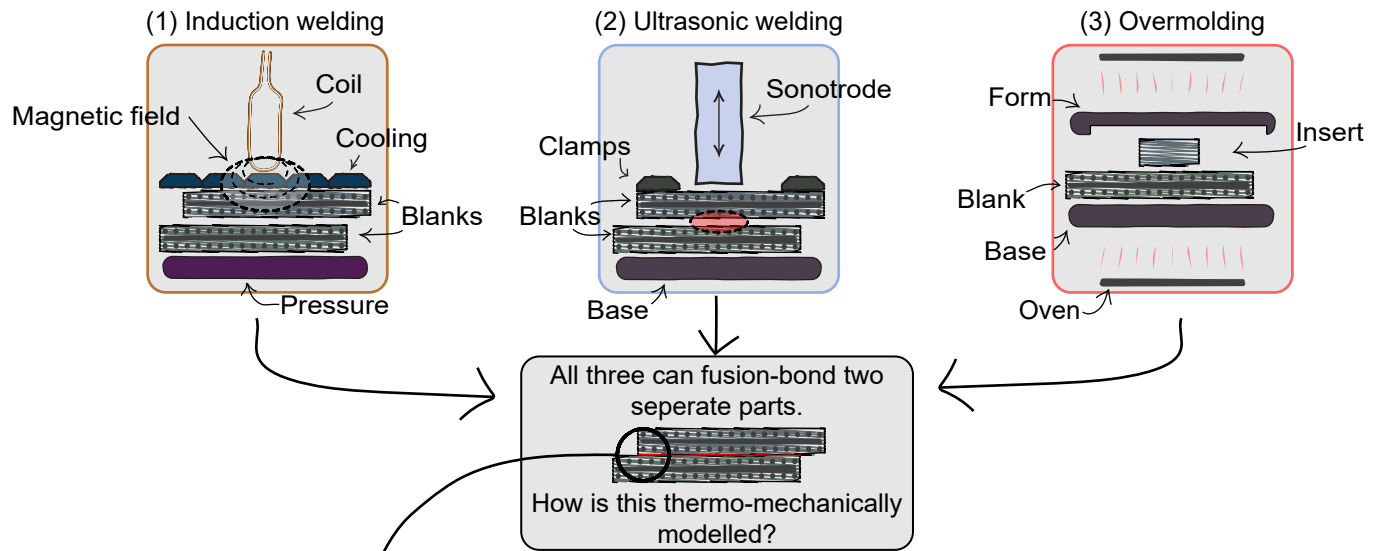 (1) Induction welding
(2) Ultrasonic welding
(3) Overmolding
Coil
Magnetic field
Cooling
Blanks
Pressure
Sonotrode
Clamps
Blanks
Base
Form
Insert
Blank
Base
Oven
All three can fusion-bond two
seperate parts.
How is this thermo-mechanically
modelled?